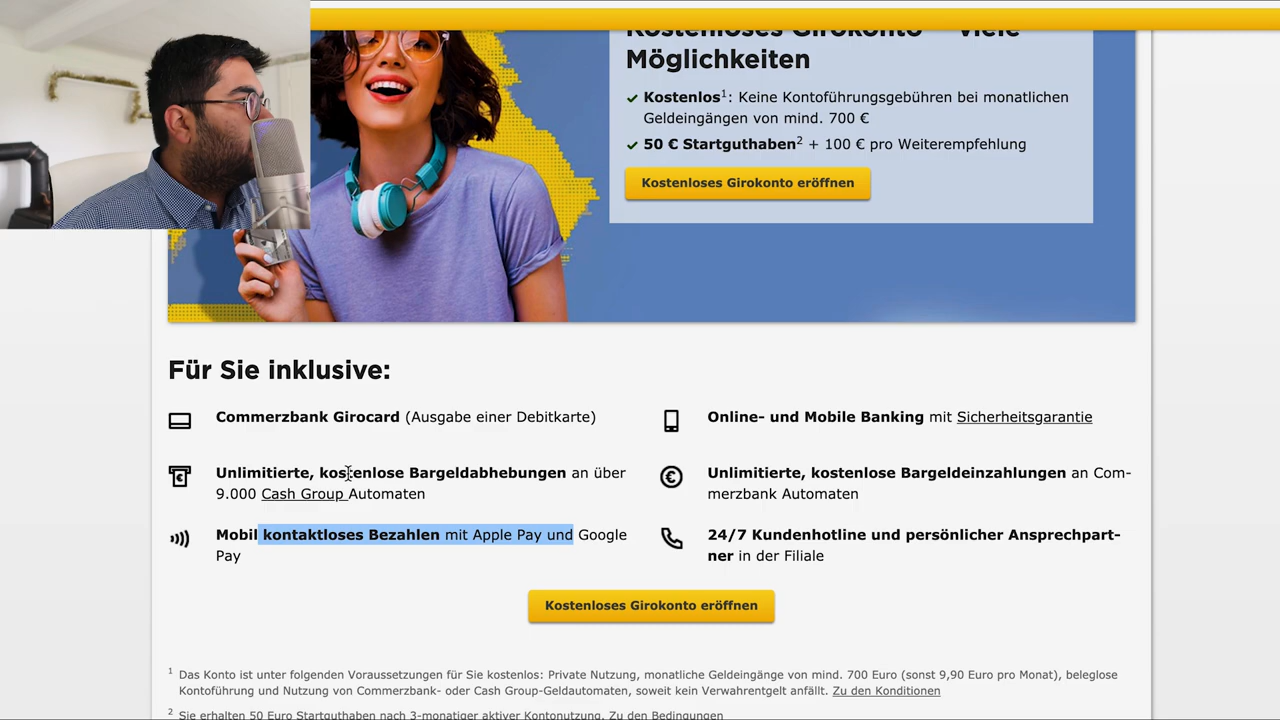 Kostenloses Girokonto – viele
Möglichkeiten
Kostenlos1: Keine Kontoführungsgebühren bei monatlichen
Geldeingängen von mind. 700 €
50 € Startguthaben2 + 100 € pro Weiterempfehlung
Kostenloses Girokonto eröffnen
Für Sie inklusive:
Commerzbank Girocard (Ausgabe einer Debitkarte)
Online- und Mobile Banking mit Sicherheitsgarantie
Unlimitierte, kostenlose Bargeldabhebungen an über
9.000 Cash Group Automaten
Unlimitierte, kostenlose Bargeldeinzahlungen an Com-
merzbank Automaten
Mobil kontaktloses Bezahlen mit Apple Pay und Google
Pay
24/7 Kundenhotline und persönlicher Ansprechpart-
ner in der Filiale
Kostenloses Girokonto eröffnen
1 Das Konto ist unter folgenden Voraussetzungen für Sie kostenlos: Private Nutzung, monatliche Geldeingänge von mind. 700 Euro (sonst 9,90 Euro pro Monat), beleglose
Kontoführung und Nutzung von Commerzbank- oder Cash Group-Geldautomaten, soweit kein Verwahrentgelt anfällt. Zu den Konditionen
2 Sie erhalten 50 Euro Startguthaben nach 3-monatiger aktiver Kontonutzung. Zu den Bedingungen